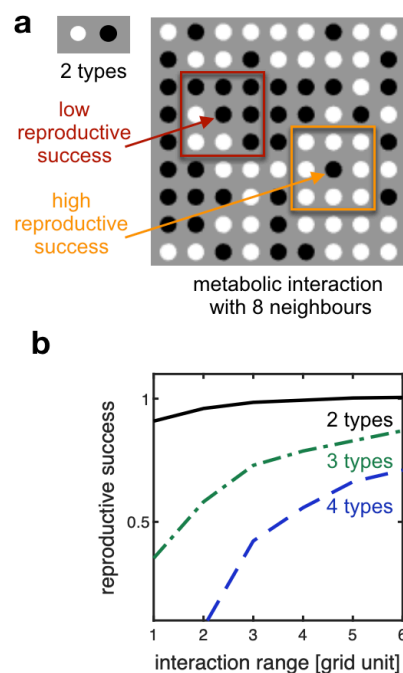 a
2 types
low
reproductive
success
high
reproductive
success
metabolic interaction
with 8 neighbours
b
reproductive success
1
0.5
2 types
3 types
4 types
1 2 3 4 5 6
interaction range [grid unit]